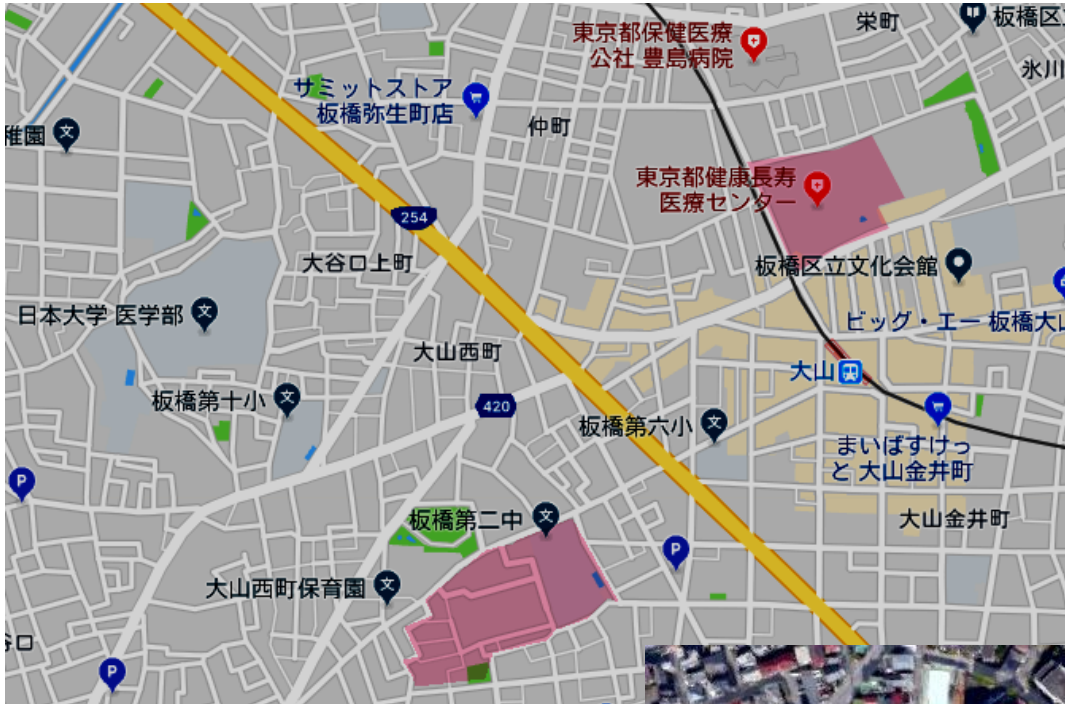 東京都保健医療
公社 豊島病院
栄町
板橋区
氷川
サミットストア
板橋弥生町店
仲町
稚園
東京都健康長寿
医療センター
254
大谷口上町
板橋区立文化会館
日本大学 医学部
ビッグ・エー 板橋大山
大山西町
大山
板橋第十小
420
板橋第六小
まいばすけっ
と 大山金井町
P
板橋第二中
大山金井町
P
大山西町保育園
谷口
P